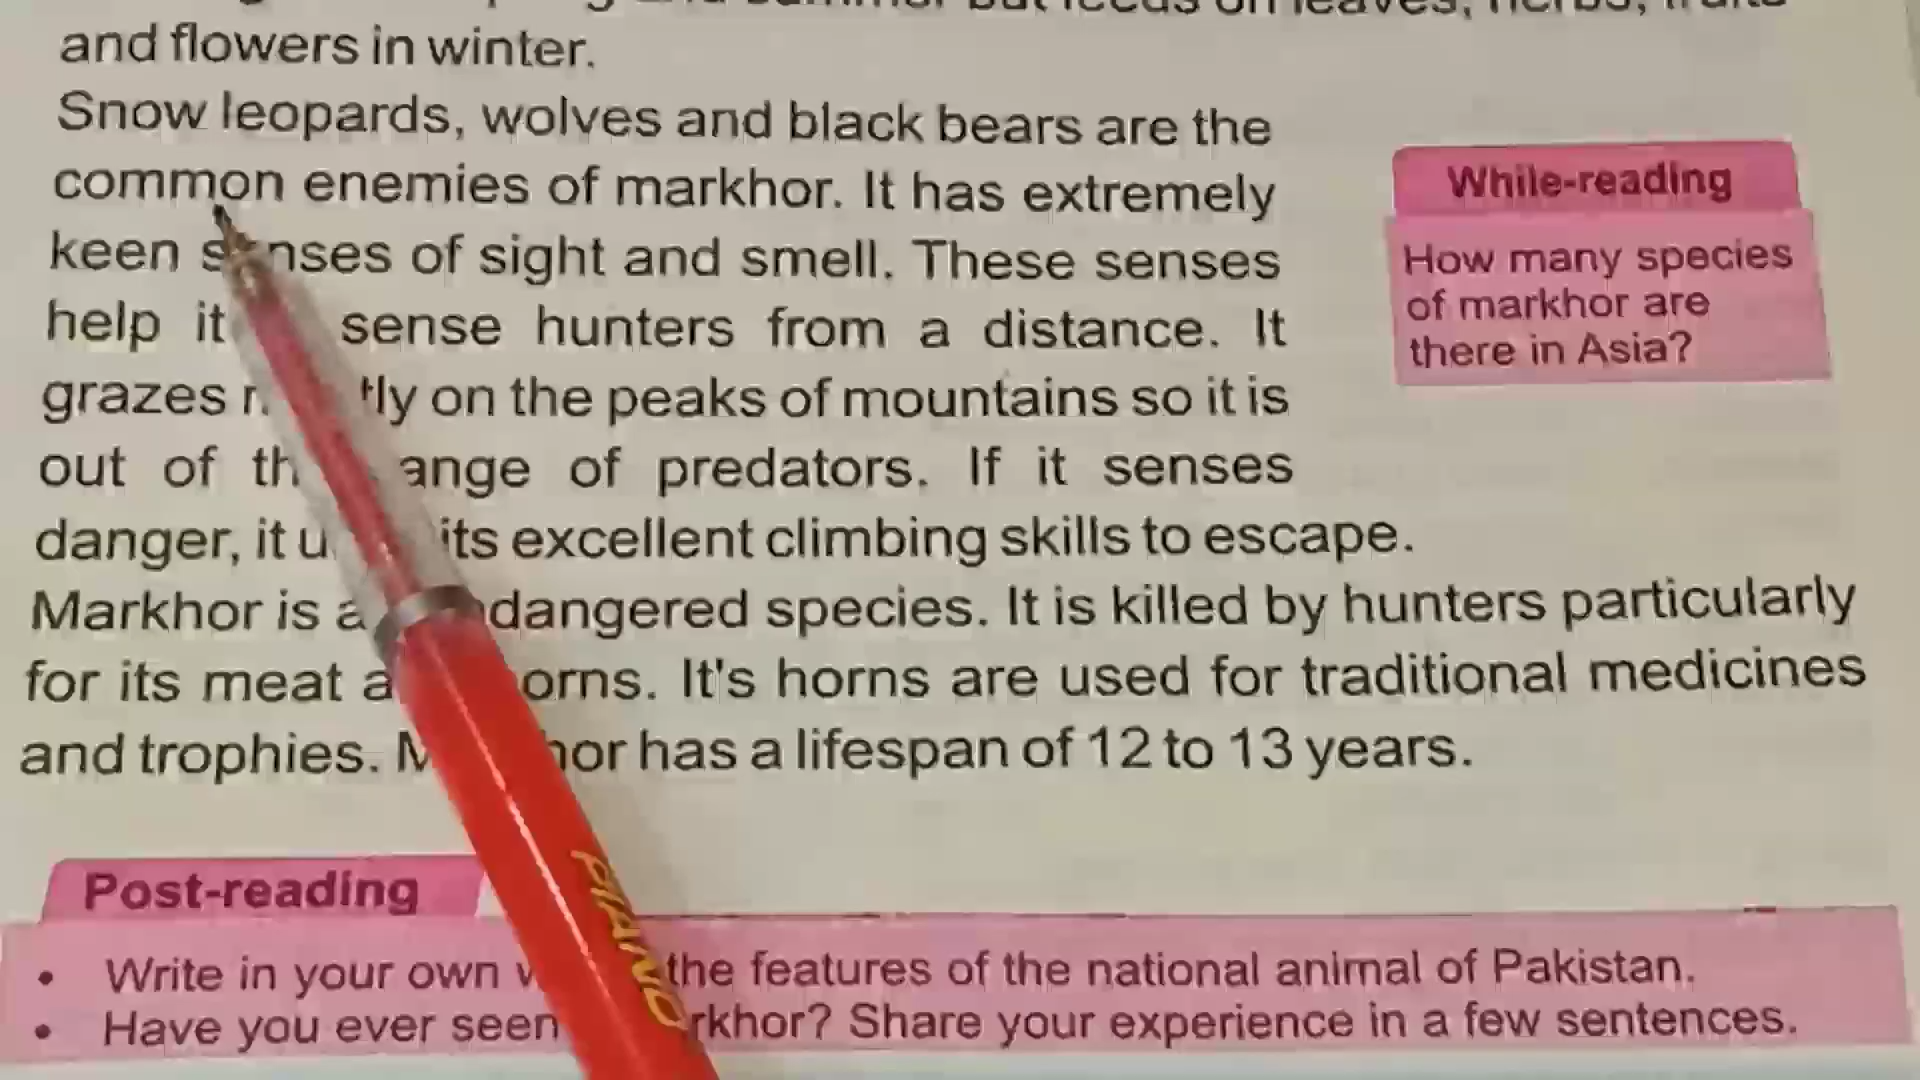 and flowers in winter.
Snow leopards, wolves and black bears are the
common enemies of markhor. It has extremely
keen senses of sight and smell. These senses
help it sense hunters from a distance. It
grazes tly on the peaks of mountains so it is
out of th ange of predators. If it senses
danger, it u its excellent climbing skills to escape.
Markhor is a dangered species. It is killed by hunters particularly
for its meat a orns. It's horns are used for traditional medicines
and trophies. M hor has a lifespan of 12 to 13 years.
While-reading
How many species
of markhor are
there in Asia?
Post-reading
• Write in your own w the features of the national animal of Pakistan.
• Have you ever seen rkhor? Share your experience in a few sentences.
PIANO